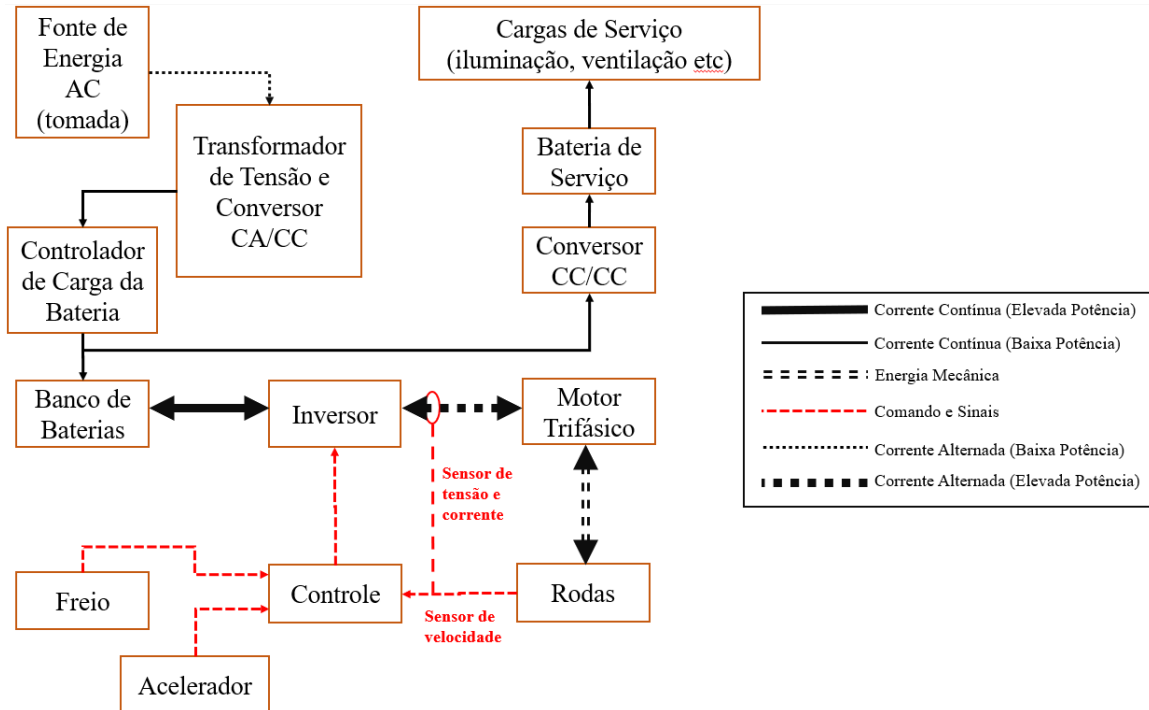 Fonte de
Energia
AC
(tomada)
Cargas de Serviço
(iluminação, ventilação etc)
Transformador
de Tensão e
Conversor
CA/CC
Bateria de
Serviço
Controlador
de Carga da
Bateria
Conversor
CC/CC
Corrente Contínua (Elevada Potência)
Corrente Contínua (Baixa Potência)
Energia Mecânica
Comando e Sinais
Corrente Alternada (Baixa Potência)
Corrente Alternada (Elevada Potência)
Banco de
Baterias
Inversor
Motor
Trifásico
Sensor de
tensão e
corrente
Freio
Controle
Rodas
Sensor de
velocidade
Acelerador